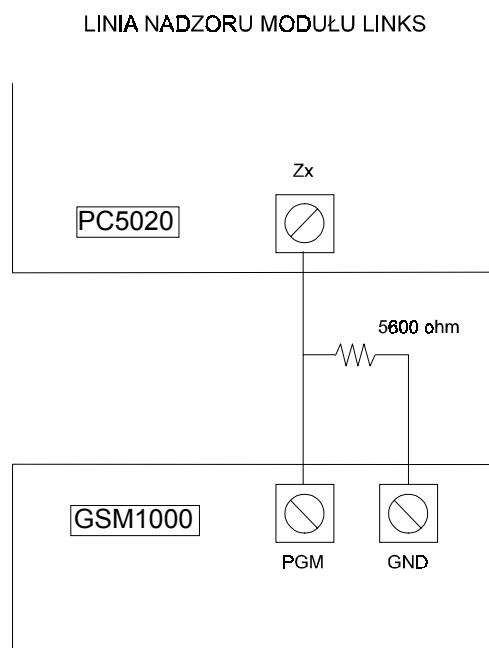 LINIA NADZORU MODUŁU LINKS
Zx
PC5020
5600 ohm
GSM1000
PGM
GND